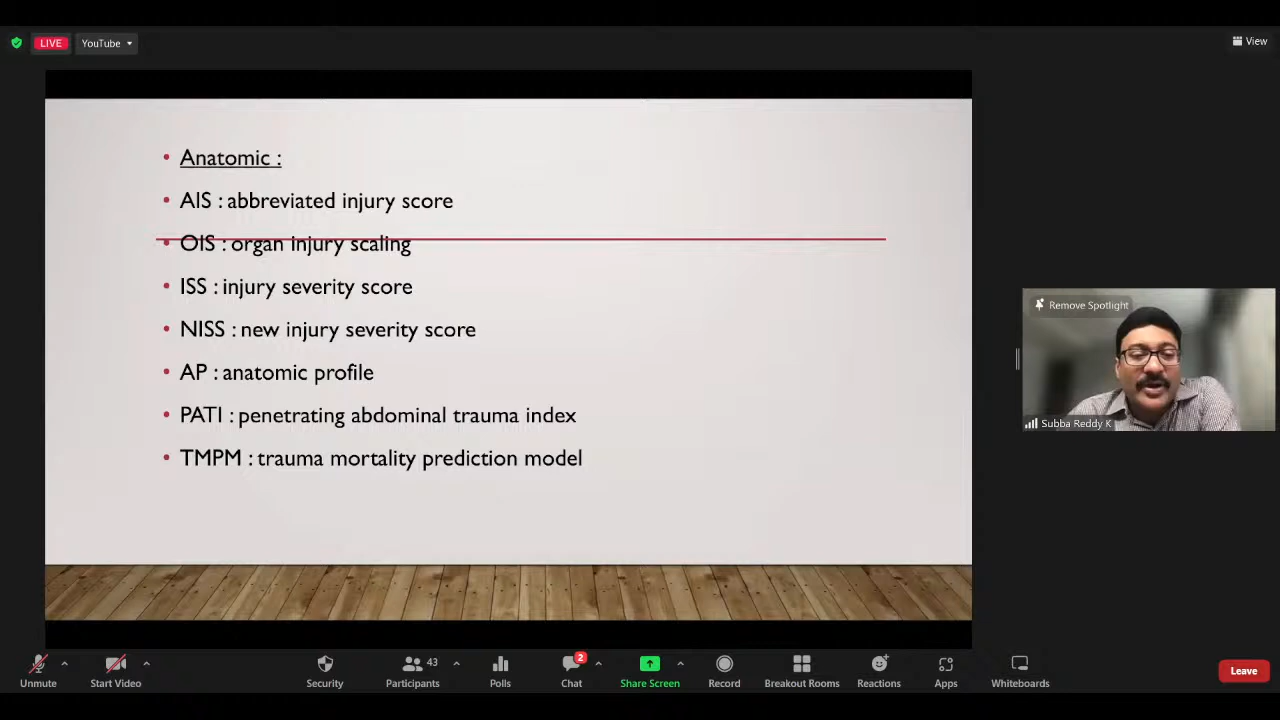 LIVE
YouTube
View
Anatomic :
AIS : abbreviated injury score
OIS : organ injury scaling
ISS : injury severity score
NISS : new injury severity score
AP : anatomic profile
PATI : penetrating abdominal trauma index
TMPM : trauma mortality prediction model
Remove Spotlight
Subba Reddy K
43
2
Unmute
Start Video
Security
Participants
Polls
Chat
Share Screen
Record
Breakout Rooms
Reactions
Apps
Whiteboards
Leave